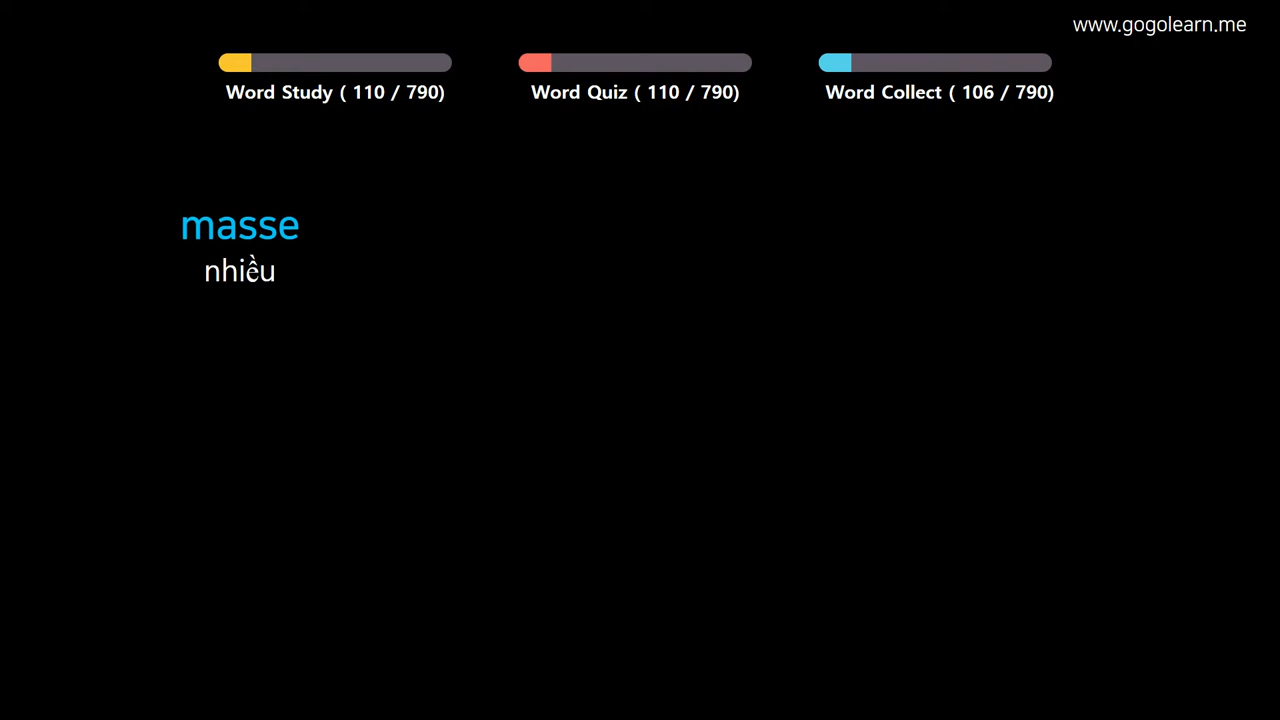 www.gogolearn.me
Word Study ( 110 / 790)
Word Quiz ( 110 / 790)
Word Collect ( 106 / 790)
masse
nhiều